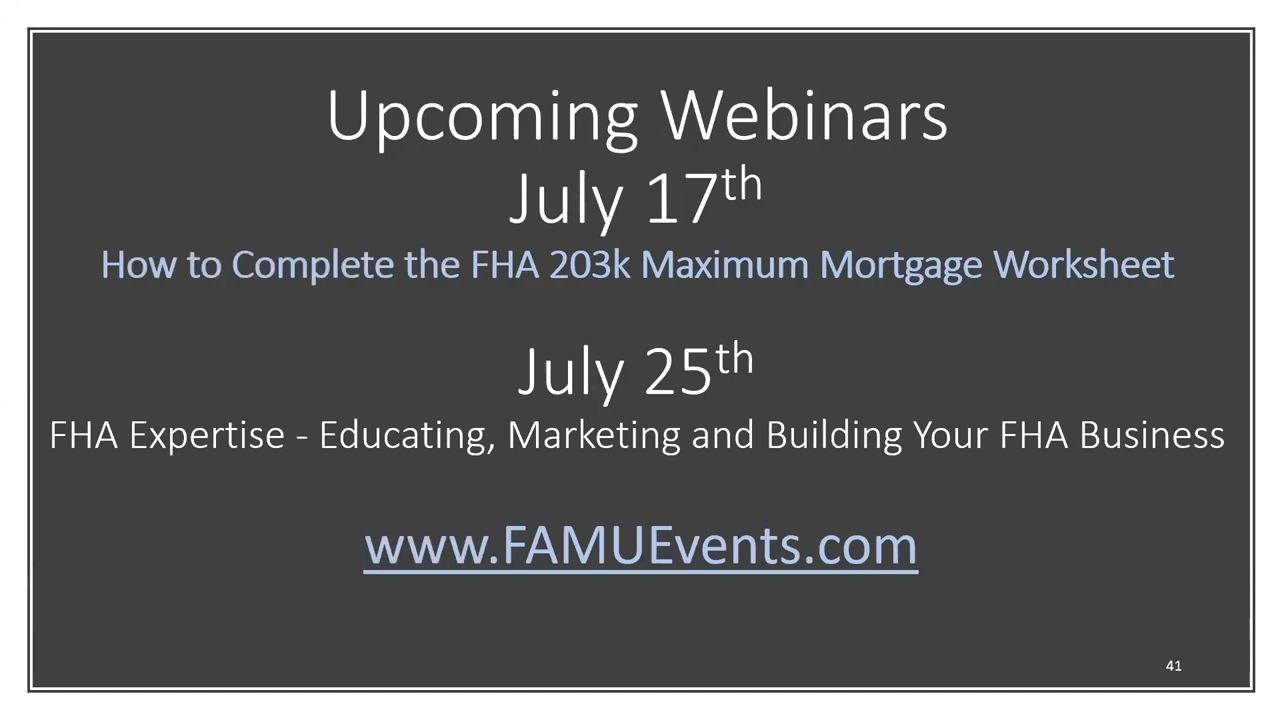 Upcoming Webinars
July 17th
How to Complete the FHA 203k Maximum Mortgage Worksheet
July 25th
FHA Expertise - Educating, Marketing and Building Your FHA Business
www.FAMUEvents.com
41